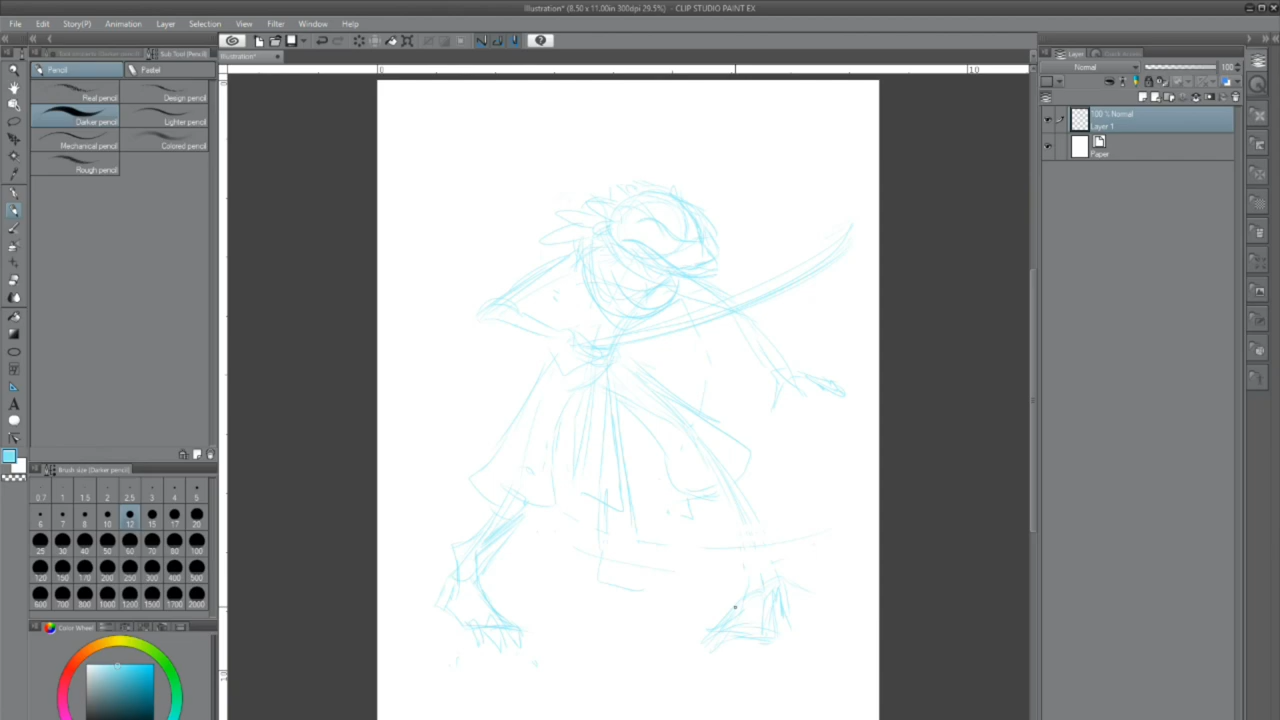 Illustration* (8.50 x 11.00in 300dpi 29.5%) - CLIP STUDIO PAINT EX
File Edit Story(P) Animation Layer Selection View Filter Window Help
Sub Tool (Pencil)
Illustration*
Pencil Pastel
0 10
Real pencil Design pencil
Darker pencil Lighter pencil
Mechanical pencil Colored pencil
Rough pencil
Layer
Normal 100
100 % Normal
Layer 1
Paper
A
Brush size (Darker pencil)
0.7 1 1.5 2 2.5 3 4 5
6 7 8 10 12 15 17 20
25 30 40 50 60 70 80 100
120 150 170 200 250 300 400 500
600 700 800 1000 1200 1500 1700 2000
Color Wheel